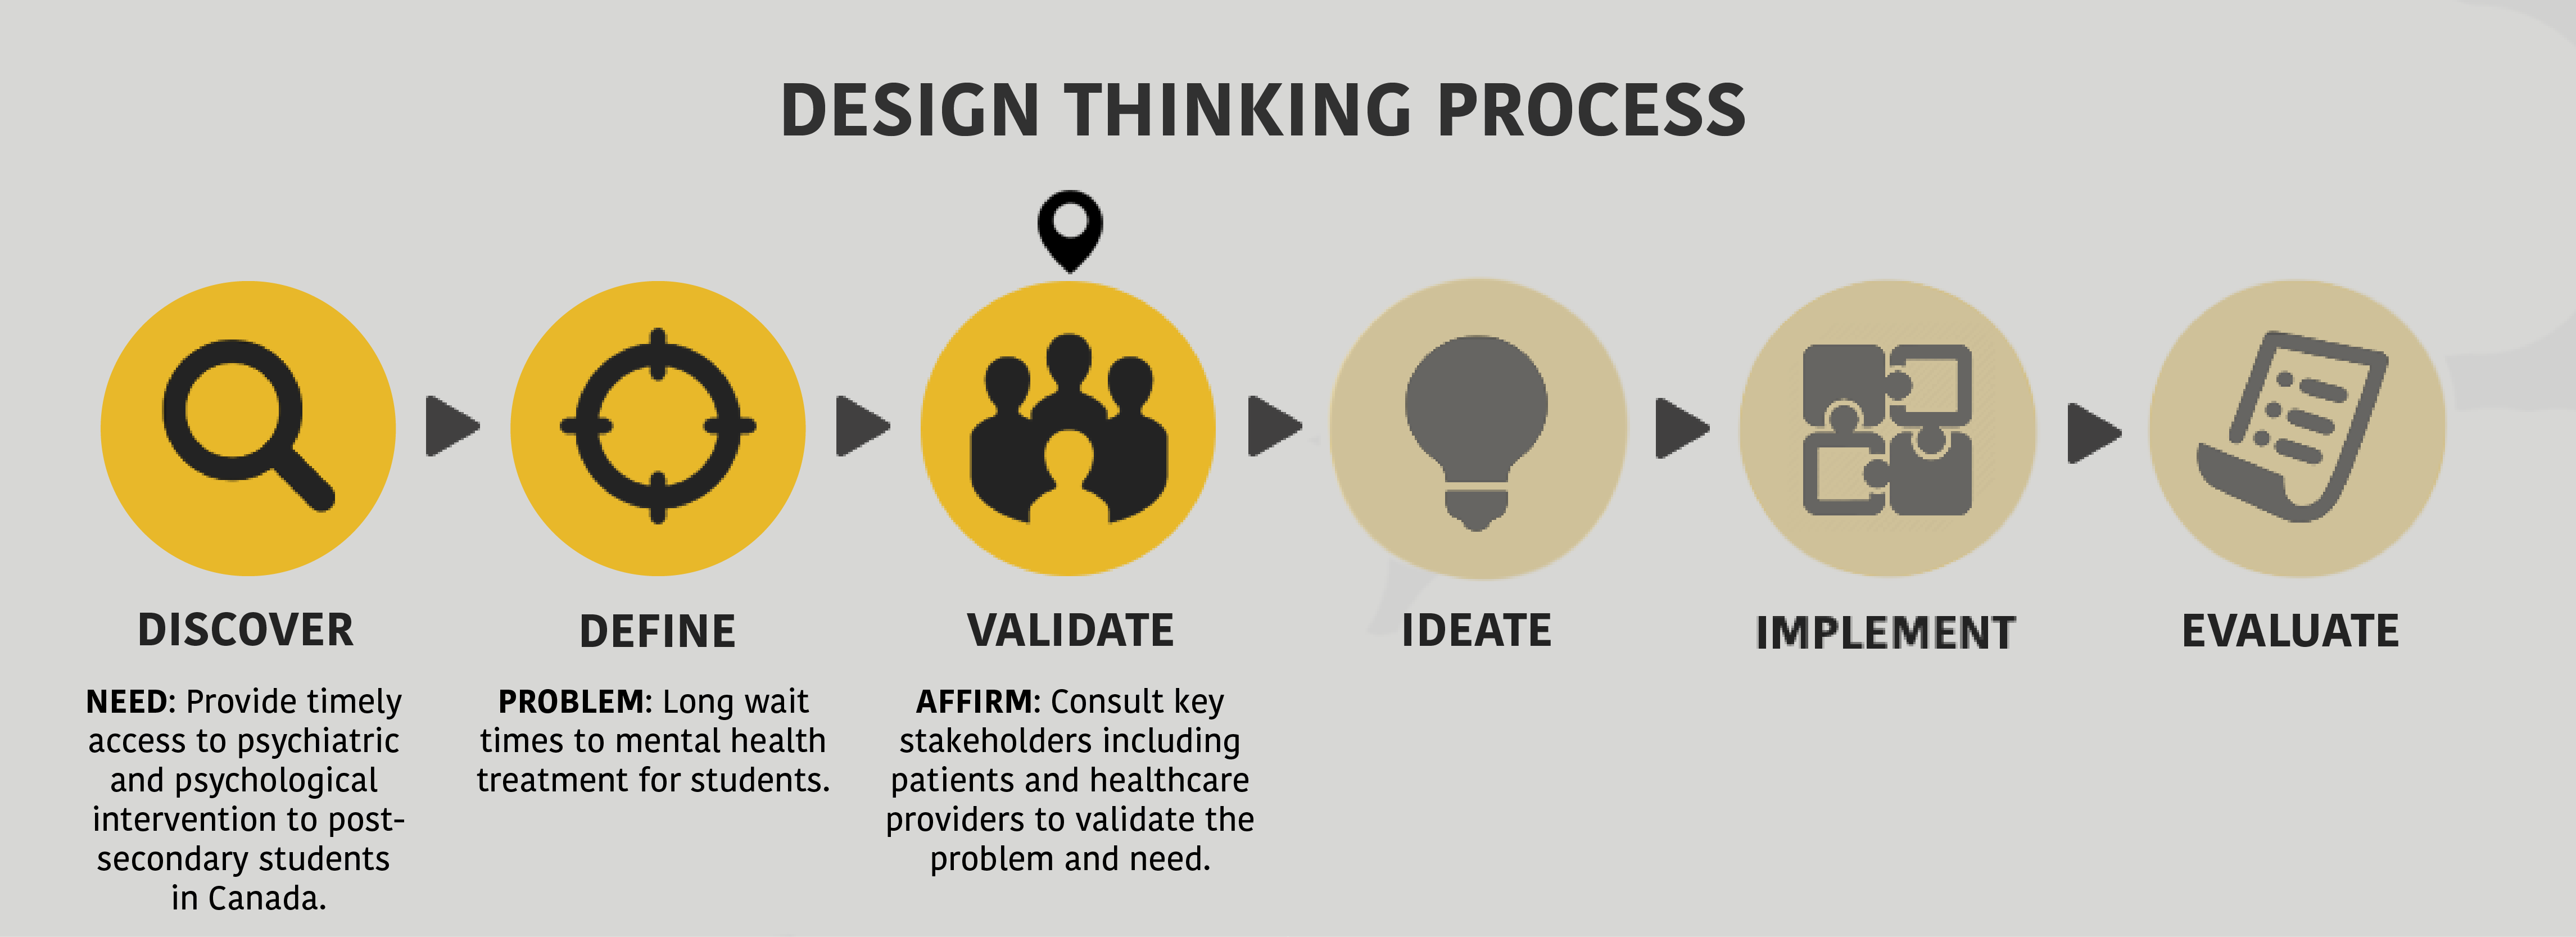 DESIGN THINKING PROCESS
DISCOVER
NEED: Provide timely
access to psychiatric
and psychological
intervention to post-
secondary students
in Canada.
DEFINE
PROBLEM: Long wait
times to mental health
treatment for students.
VALIDATE
AFFIRM: Consult key
stakeholders including
patients and healthcare
providers to validate the
problem and need.
IDEATE
IMPLEMENT
EVALUATE